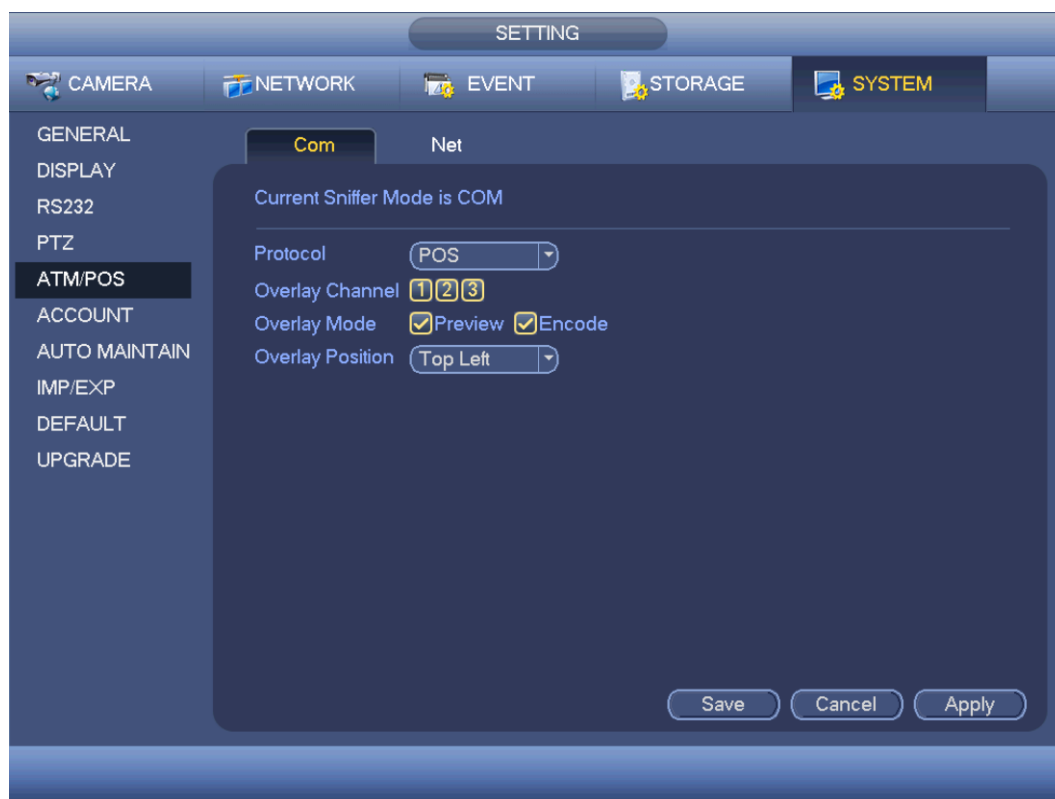 SETTING
CAMERA NETWORK EVENT STORAGE SYSTEM
GENERAL
DISPLAY
RS232
PTZ
ATM/POS
ACCOUNT
AUTO MAINTAIN
IMP/EXP
DEFAULT
UPGRADE
Com Net
Current Sniffer Mode is COM
Protocol POS
Overlay Channel 1 2 3
Overlay Mode Preview Encode
Overlay Position Top Left
Save Cancel Apply